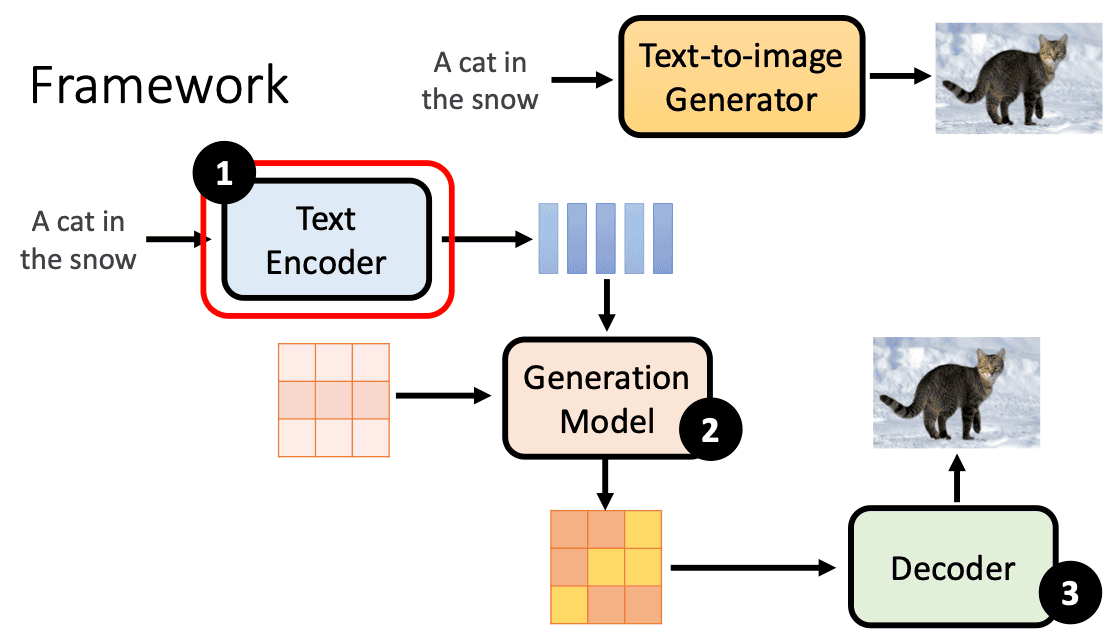 Framework
A cat in
the snow
Text-to-image
Generator
1
A cat in
the snow
Text
Encoder
Generation
Model
2
Decoder
3